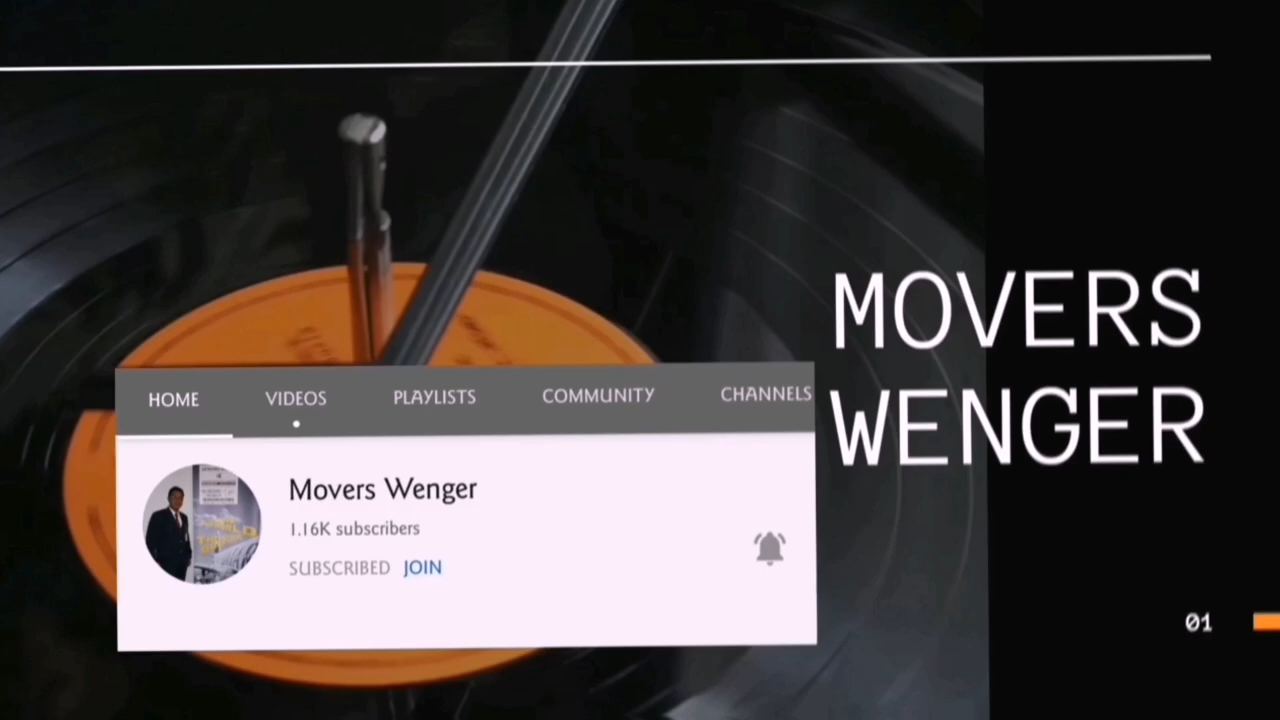 MOVERS
WENGER
HOME VIDEOS PLAYLISTS COMMUNITY CHANNELS
Movers Wenger
1.16K subscribers
SUBSCRIBED JOIN
01